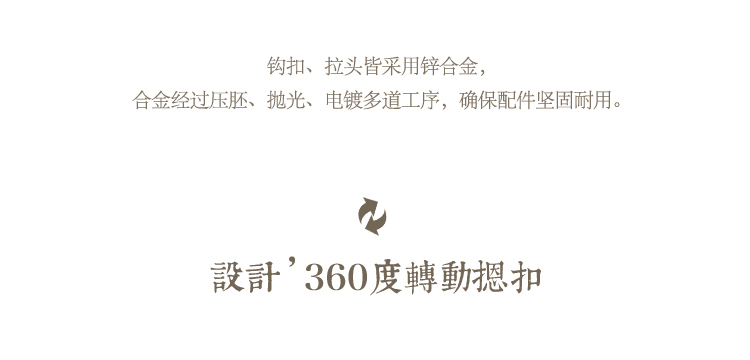 钩扣、拉头皆采用锌合金，
合金经过压胚、抛光、电镀多道工序，确保配件坚固耐用。
設計’360度轉動摁扣